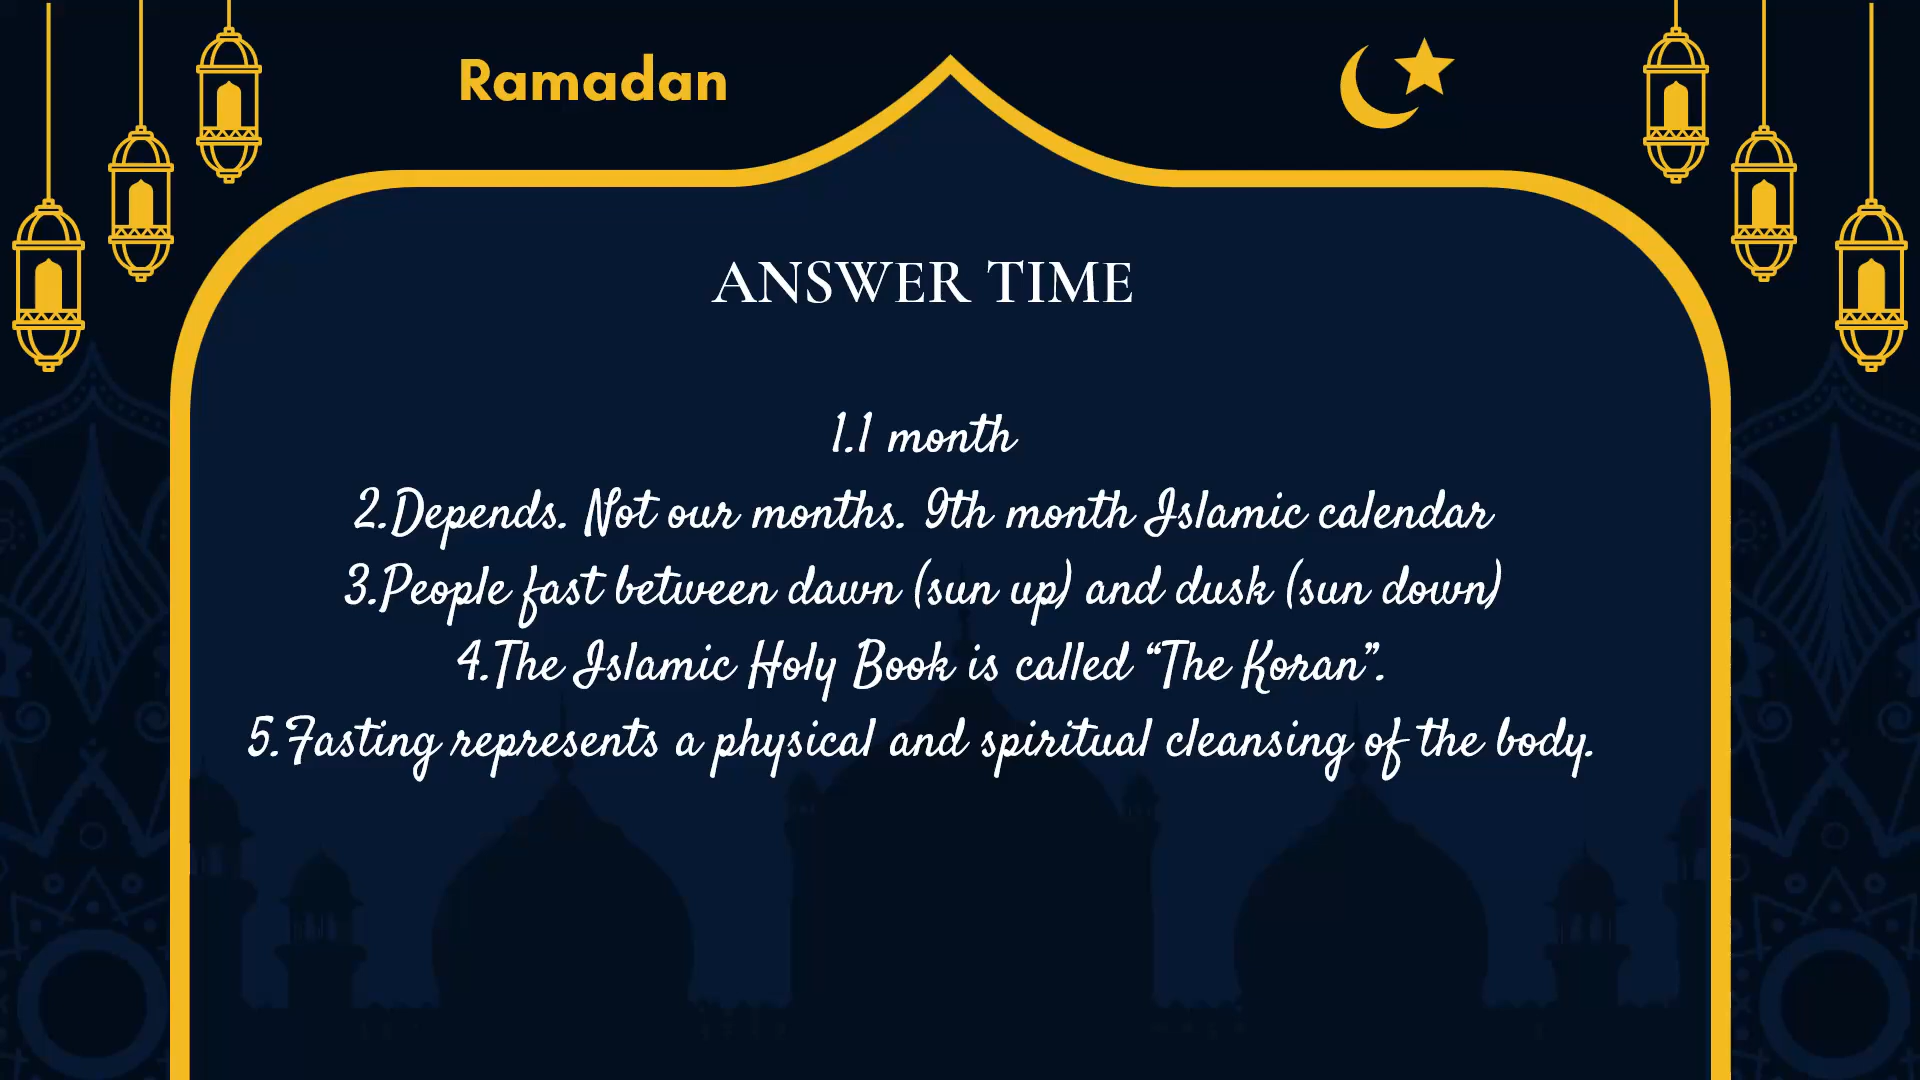 Ramadan
ANSWER TIME
1.1 month
2.Depends. Not our months. 9th month Islamic calendar
3.People fast between dawn (sun up) and dusk (sun down)
4.The Islamic Holy Book is called “The Koran”.
5.Fasting represents a physical and spiritual cleansing of the body.